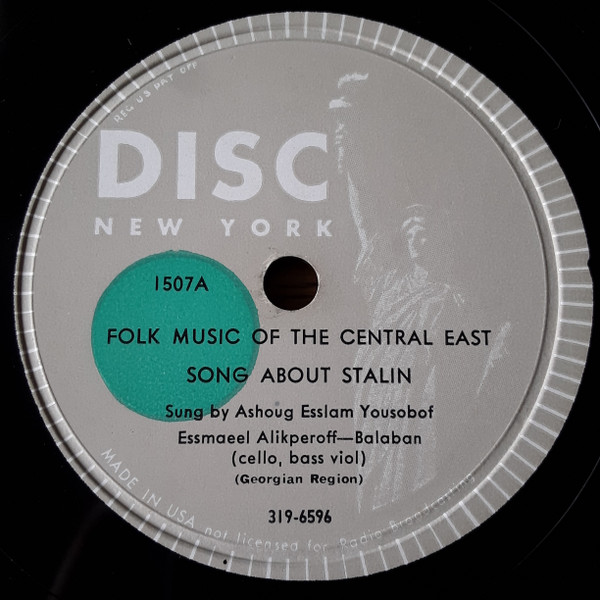 REG US PAT OFF
DISC
NEW YORK
1507A
FOLK MUSIC OF THE CENTRAL EAST
SONG ABOUT STALIN
Sung by Ashoug Esslam Yousobof
Essmaeel Alikperoff—Balaban
(cello, bass viol)
(Georgian Region)
319-6596
MADE IN USA not licensed for Radio Broadcasting